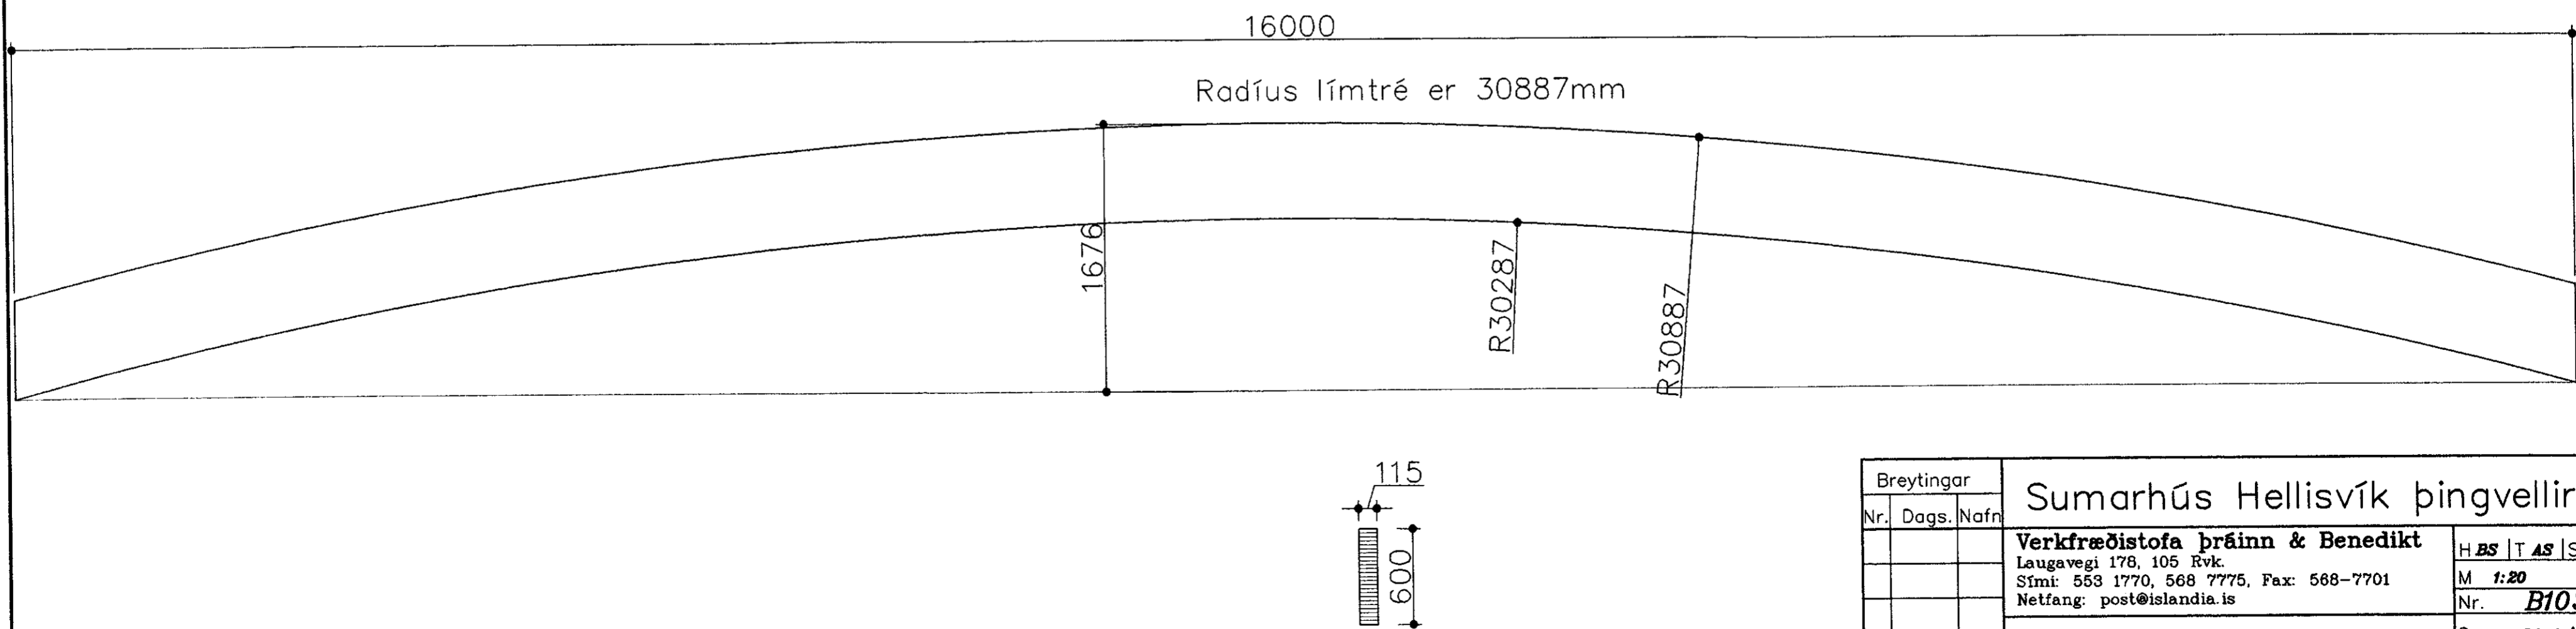 16000
Radíus límtré er 30887mm
1676
R30287
R30887
115
600
Breytingar
Nr. Dags. Nafn
Sumarhús Hellisvík þingvellir
Verkfræðistofa þráinn & Benedikt
Laugavegi 178, 105 Rvk.
Sími: 553 1770, 568 7775, Fax: 568-7701
Netfang: post@islandia.is
H BS T AS S
M 1:20
Nr. B10